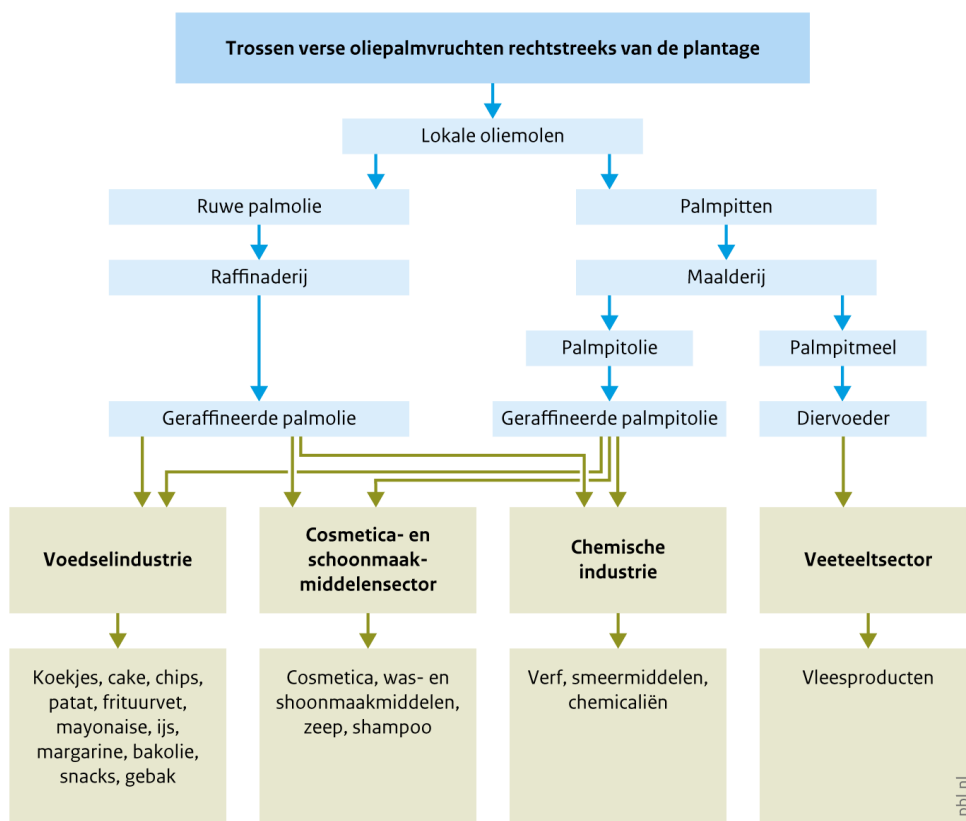 Trossen verse oliepalmvruchten rechtstreeks van de plantage
Lokale oliemolen
Ruwe palmolie
Palmpitten
Raffinaderij
Maalderij
Palmpitolie
Palmpitmeel
Geraffineerde palmolie
Geraffineerde palmpitolie
Diervoeder
Voedselindustrie
Cosmetica- en
schoonmaak-
middelensector
Chemische
industrie
Veeteeltsector
Koekjes, cake, chips,
patat, frituurvet,
mayonaise, ijs,
margarine, bakolie,
snacks, gebak
Cosmetica, was- en
shoonmaakmiddelen,
zeep, shampoo
Verf, smeermiddelen,
chemicaliën
Vleesproducten
pbl.nl